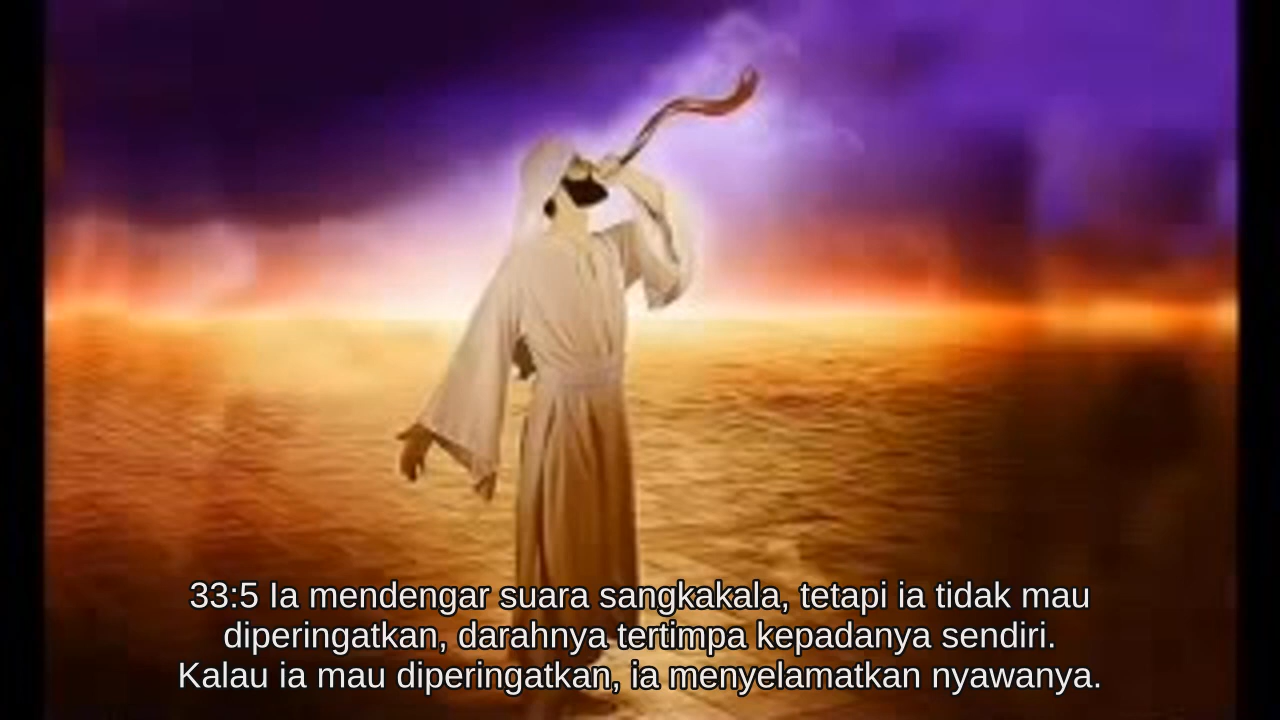 33:5 Ia mendengar suara sangkakala, tetapi ia tidak mau
diperingatkan, darahnya tertimpa kepadanya sendiri.
Kalau ia mau diperingatkan, ia menyelamatkan nyawanya.